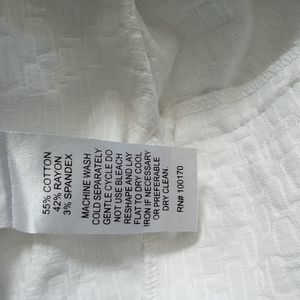 55% COTTON
42% RAYON
3% SPANDEX
MACHINE WASH
COLD SEPARATELY
GENTLE CYCLE DO
NOT USE BLEACH
RESHAPE AND LAY
FLAT TO DRY COOL
IRON IF NECESSARY
OR PREFERABLE
DRY CLEAN.
RN# 100170